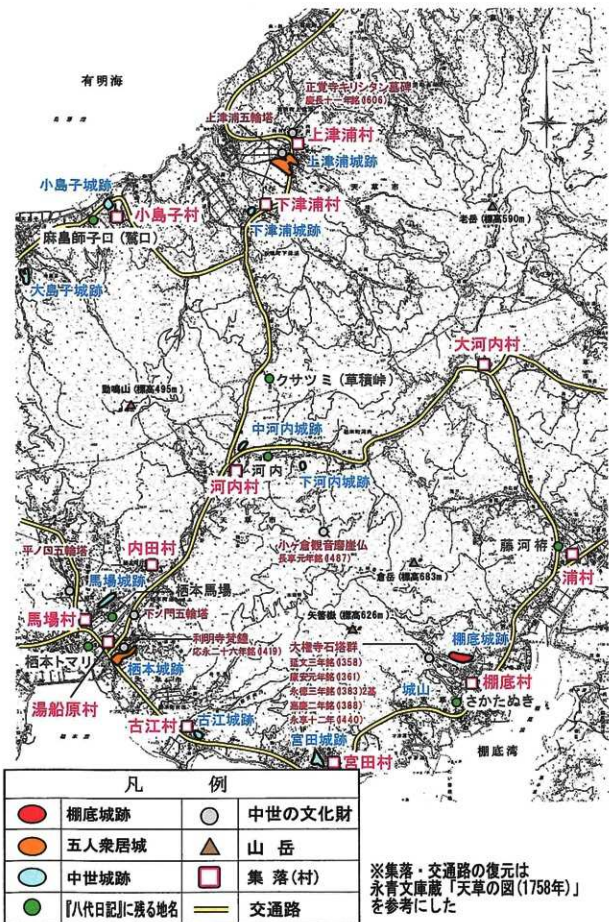 有明海
正覚寺キリシタン墓碑
慶長十一年銘(1606)
上津浦五輪塔
上津浦村
上津浦城跡
小島子城跡
小島子村
麻畠師子口(鷲口)
下津浦村
下津浦城跡
大島子城跡
老岳(標高590m)
天草市
N
大河内村
クサツミ(草積峠)
動鳴山(標高495m)
中河内城跡
河内
河内村
下河内城跡
天草市
小ヶ倉観音磨崖仏
長享元年銘(1487)
藤河搦
浦村
内田村
平ノ口五輪塔
馬場城跡
栖本馬場
下ノ門五輪塔
倉岳(標高683m)
矢筈嶽(標高626m)
馬場村
利明寺梵鐘
応永二十六年銘(1419)
大権寺石塔群
延文三年銘(1358)
康安元年銘(1361)
永徳三年銘(1383)2基
嘉慶二年銘(1388)
永享十二年(1440)
棚底城跡
城山
棚底村
さかたぬき
棚底湾
栖本トマリ
栖本城跡
湯船原村
古江村
古江城跡
宮田城跡
宮田村
凡例
棚底城跡
中世の文化財
五人衆居城
山岳
中世城跡
集落(村)
『八代日記』に残る地名
交通路
※集落・交通路の復元は
永青文庫蔵「天草の図(1758年)」
を参考にした